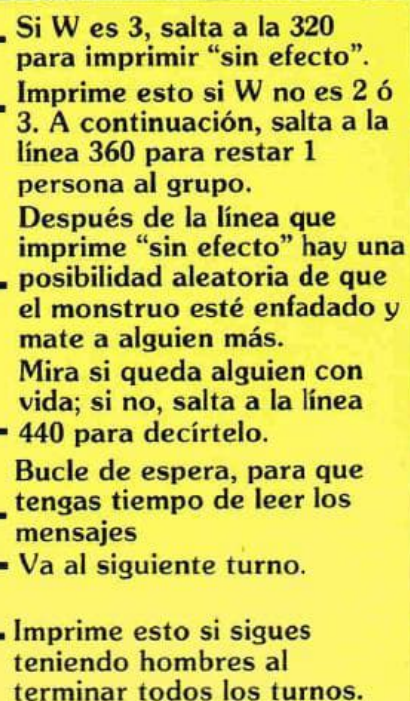 Si W es 3, salta a la 320
para imprimir “sin efecto”.
Imprime esto si W no es 2 ó
3. A continuación, salta a la
línea 360 para restar 1
persona al grupo.
Después de la línea que
imprime “sin efecto” hay una
posibilidad aleatoria de que
el monstruo esté enfadado y
mate a alguien más.
Mira si queda alguien con
vida; si no, salta a la línea
440 para decírtelo.
Bucle de espera, para que
tengas tiempo de leer los
mensajes
Va al siguiente turno.
Imprime esto si sigues
teniendo hombres al
terminar todos los turnos.